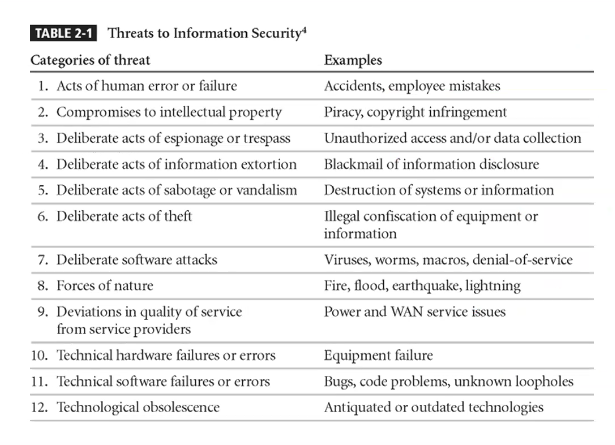 TABLE 2-1 Threats to Information Security4
Categories of threat Examples
1. Acts of human error or failure Accidents, employee mistakes
2. Compromises to intellectual property Piracy, copyright infringement
3. Deliberate acts of espionage or trespass Unauthorized access and/or data collection
4. Deliberate acts of information extortion Blackmail of information disclosure
5. Deliberate acts of sabotage or vandalism Destruction of systems or information
6. Deliberate acts of theft Illegal confiscation of equipment or
information
7. Deliberate software attacks Viruses, worms, macros, denial-of-service
8. Forces of nature Fire, flood, earthquake, lightning
9. Deviations in quality of service Power and WAN service issues
from service providers
10. Technical hardware failures or errors Equipment failure
11. Technical software failures or errors Bugs, code problems, unknown loopholes
12. Technological obsolescence Antiquated or outdated technologies